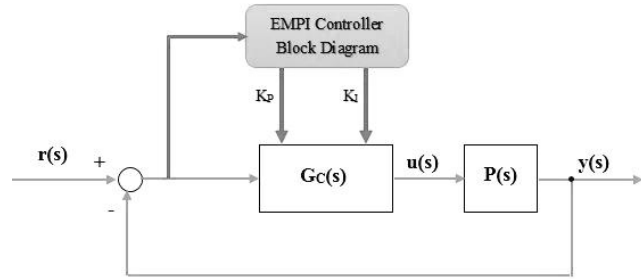 EMPI Controller
Block Diagram
KP
KI
r(s)
+
-
GC(s)
u(s)
P(s)
y(s)